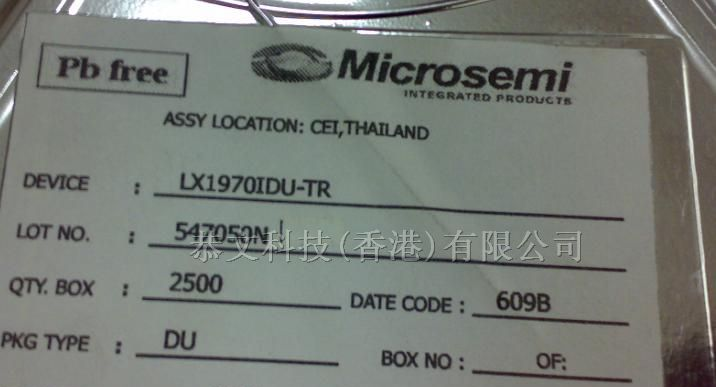 Pb free
Microsemi
INTEGRATED PRODUCTS
ASSY LOCATION: CEI,THAILAND
DEVICE : LX1970IDU-TR
LOT NO. : 547050N
恭文科技(香港)有限公司
QTY. BOX : 2500 DATE CODE : 609B
PKG TYPE : DU BOX NO : OF: